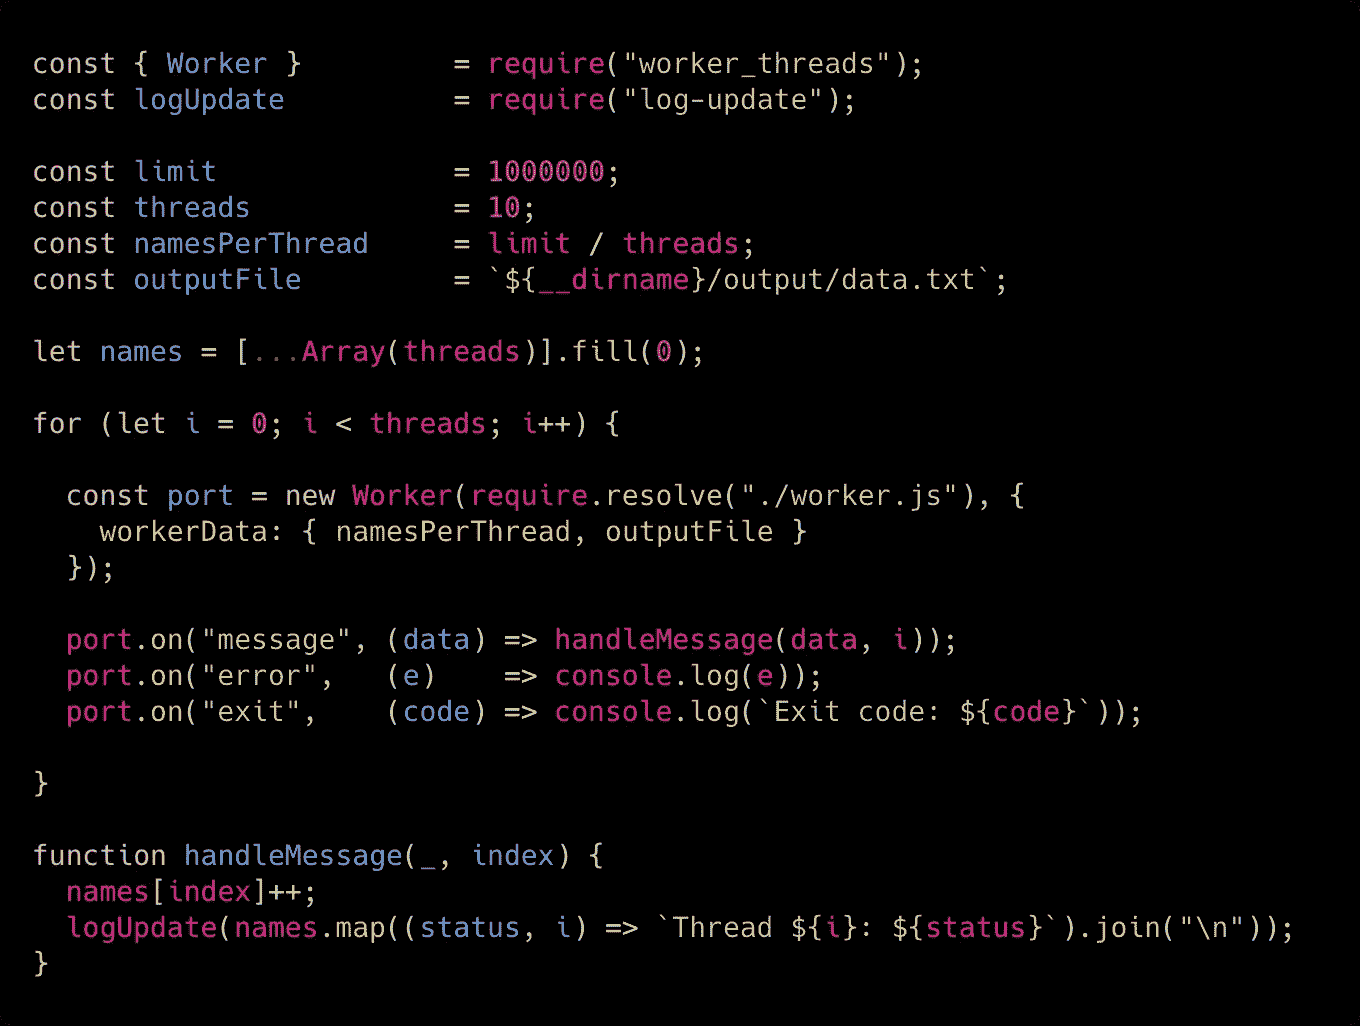 const { Worker }         = require("worker_threads");
const logUpdate          = require("log-update");

const limit              = 1000000;
const threads            = 10;
const namesPerThread     = limit / threads;
const outputFile         = `${__dirname}/output/data.txt`;

let names = [...Array(threads)].fill(0);

for (let i = 0; i < threads; i++) {

  const port = new Worker(require.resolve("./worker.js"), {
    workerData: { namesPerThread, outputFile }
  });

  port.on("message", (data) => handleMessage(data, i));
  port.on("error",   (e)    => console.log(e));
  port.on("exit",    (code) => console.log(`Exit code: ${code}`));

}

function handleMessage(_, index) {
  names[index]++;
  logUpdate(names.map((status, i) => `Thread ${i}: ${status}`).join("\n"));
}